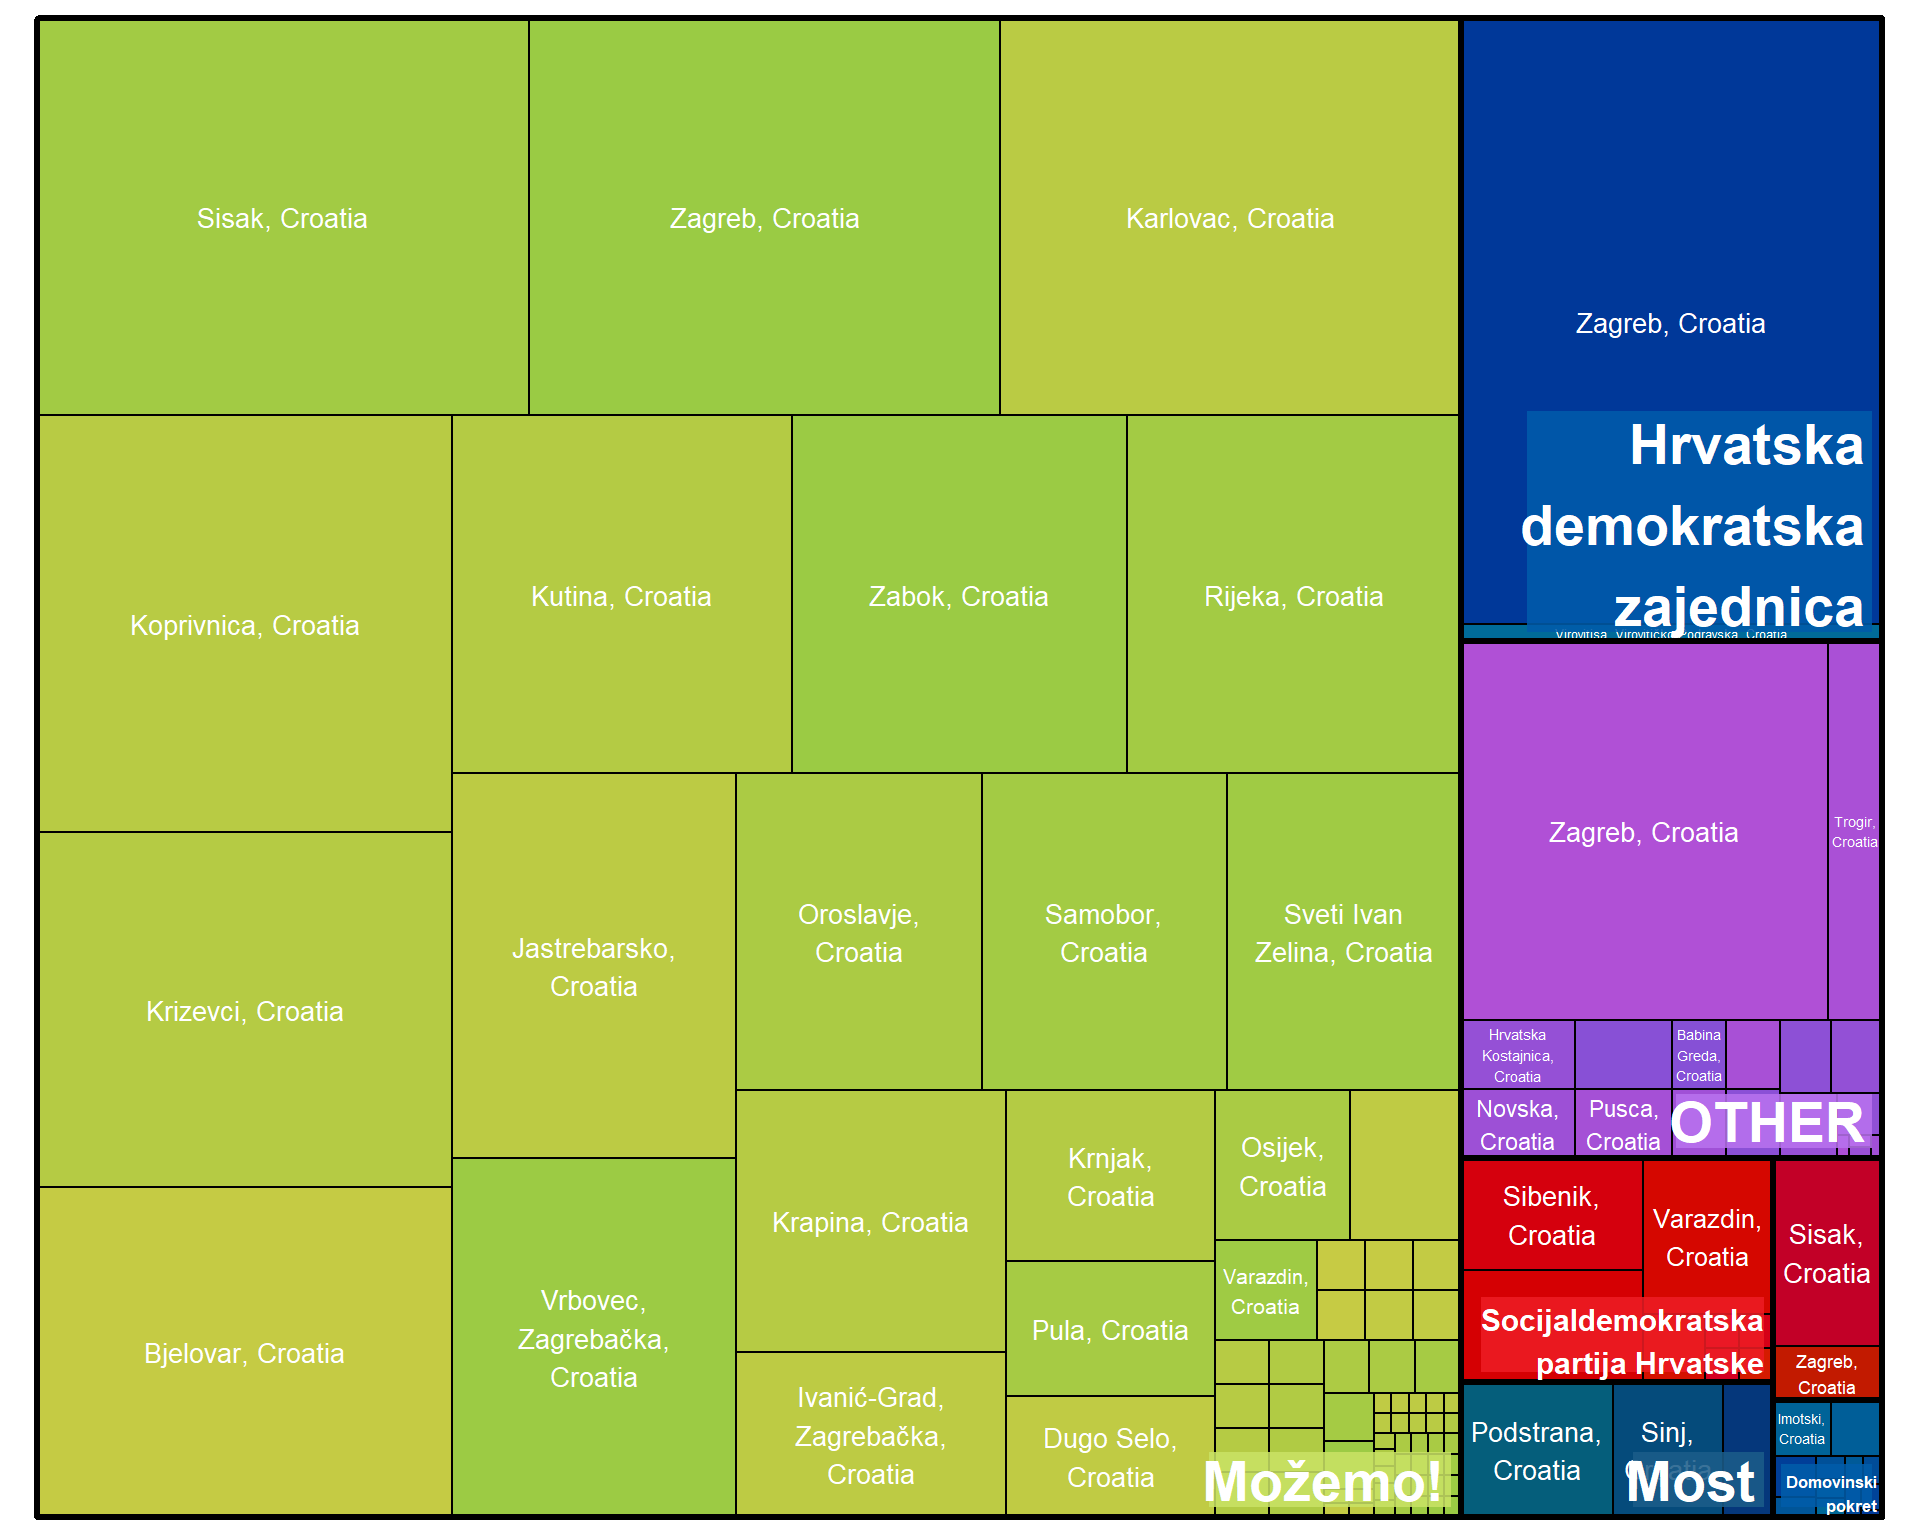 Sisak, Croatia
Zagreb, Croatia
Karlovac, Croatia
Koprivnica, Croatia
Kutina, Croatia
Zabok, Croatia
Rijeka, Croatia
Krizevci, Croatia
Jastrebarsko,
Croatia
Oroslavje,
Croatia
Samobor,
Croatia
Sveti Ivan
Zelina, Croatia
Bjelovar, Croatia
Vrbovec,
Zagrebačka,
Croatia
Krapina, Croatia
Ivanić-Grad,
Zagrebačka,
Croatia
Krnjak,
Croatia
Pula, Croatia
Dugo Selo,
Croatia
Osijek,
Croatia
Varazdin,
Croatia
Možemo!
Zagreb, Croatia
Hrvatska
demokratska
zajednica
Virovitisa, Viroviticko-Podravska, Croatia
Zagreb, Croatia
Trogir,
Croatia
Hrvatska
Kostajnica,
Croatia
Babina
Greda,
Croatia
Novska,
Croatia
Pusca,
Croatia
OTHER
Sibenik,
Croatia
Varazdin,
Croatia
Socijaldemokratska
partija Hrvatske
Sisak,
Croatia
Zagreb,
Croatia
Podstrana,
Croatia
Sinj,
Croatia
Most
Imotski,
Croatia
Domovinski
pokret